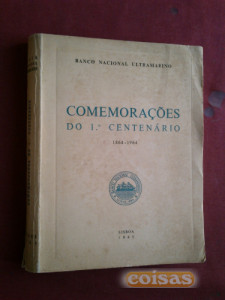 BANCO NACIONAL ULTRAMARINO
COMEMORAÇÕES
DO 1.º CENTENÁRIO
1864-1964
LISBOA
coisas